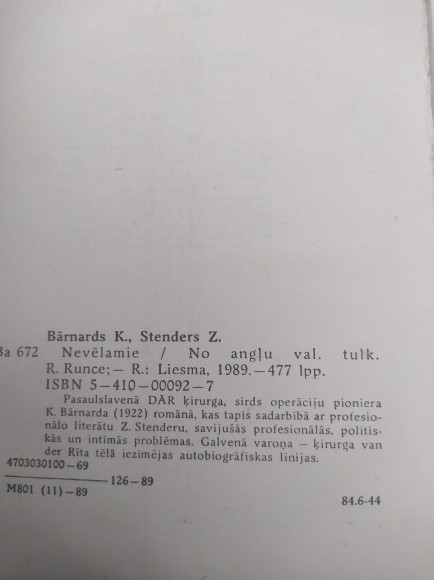 Bārnards K., Stenders Z.
Ba 672 Nevēlamie / No angļu val. tulk.
R. Runce; — R.: Liesma, 1989. — 477 lpp.
ISBN 5—410—00092—7
Pasaulslavenā DĀR ķirurga, sirds operāciju pioniera
K. Bārnarda (1922) romānā, kas tapis sadarbībā ar profesio-
nālo literātu Z. Stenderu, savijušās profesionālās, politis-
kās un intīmās problēmas. Galvenā varoņa — ķirurga van
der Rita tēlā iezīmējas autobiogrāfiskas līnijas.
4703030100—69
126—89
M801 (11)—89
84.6-44